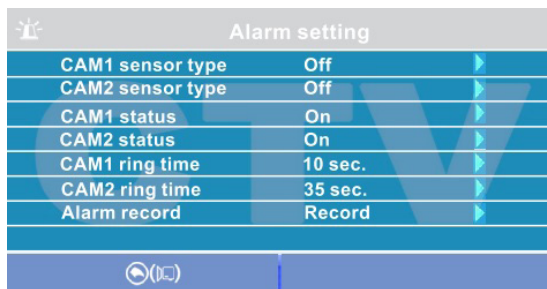 Alarm setting
CAM1 sensor type Off
CAM2 sensor type Off
CAM1 status On
CAM2 status On
CAM1 ring time 10 sec.
CAM2 ring time 35 sec.
Alarm record Record
CTV